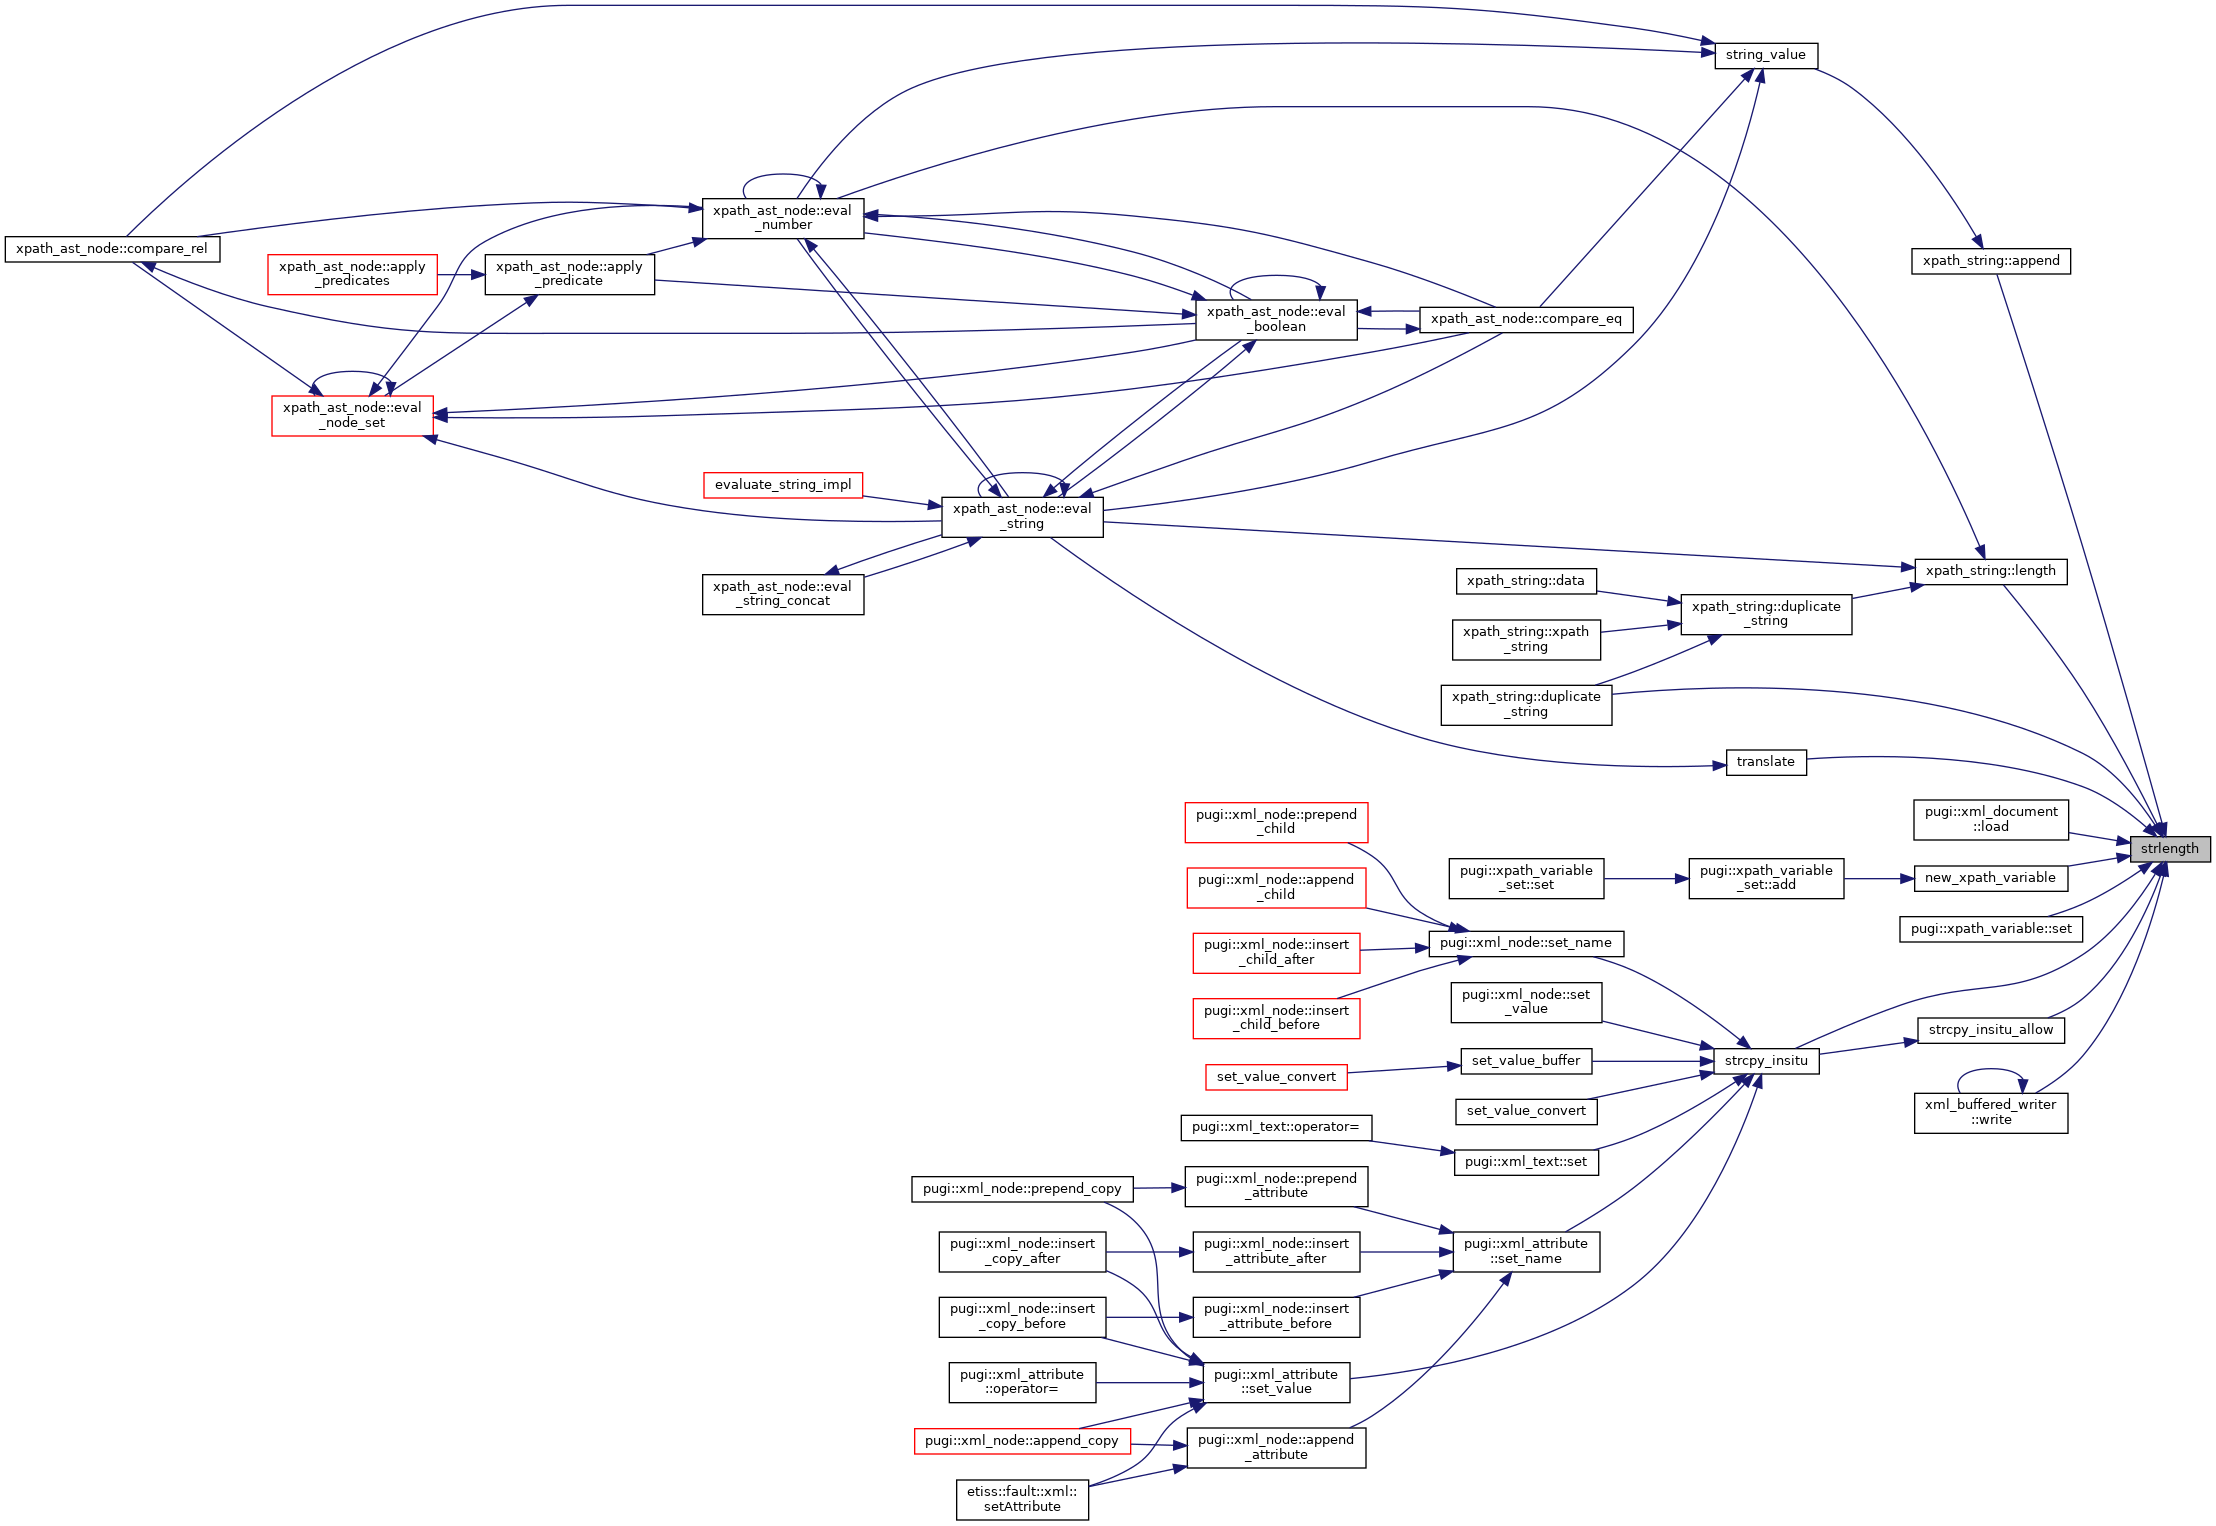 string_value
xpath_ast_node::eval
_number
xpath_ast_node::compare_rel
xpath_string::append
xpath_ast_node::apply
_predicates
xpath_ast_node::apply
_predicate
xpath_ast_node::eval
_boolean
xpath_ast_node::compare_eq
xpath_ast_node::eval
_node_set
evaluate_string_impl
xpath_ast_node::eval
_string
xpath_string::length
xpath_string::data
xpath_ast_node::eval
_string_concat
xpath_string::duplicate
_string
xpath_string::xpath
_string
xpath_string::duplicate
_string
translate
pugi::xml_node::prepend
_child
pugi::xml_document
::load
strlength
pugi::xpath_variable
_set::set
pugi::xpath_variable
_set::add
new_xpath_variable
pugi::xml_node::append
_child
pugi::xpath_variable::set
pugi::xml_node::set_name
pugi::xml_node::insert
_child_after
pugi::xml_node::set
_value
pugi::xml_node::insert
_child_before
strcpy_insitu_allow
set_value_buffer
strcpy_insitu
set_value_convert
set_value_convert
xml_buffered_writer
::write
pugi::xml_text::operator=
pugi::xml_text::set
pugi::xml_node::prepend_copy
pugi::xml_node::prepend
_attribute
pugi::xml_node::insert
_copy_after
pugi::xml_node::insert
_attribute_after
pugi::xml_attribute
::set_name
pugi::xml_node::insert
_copy_before
pugi::xml_node::insert
_attribute_before
pugi::xml_attribute
::operator=
pugi::xml_attribute
::set_value
pugi::xml_node::append_copy
pugi::xml_node::append
_attribute
etiss::fault::xml::
setAttribute